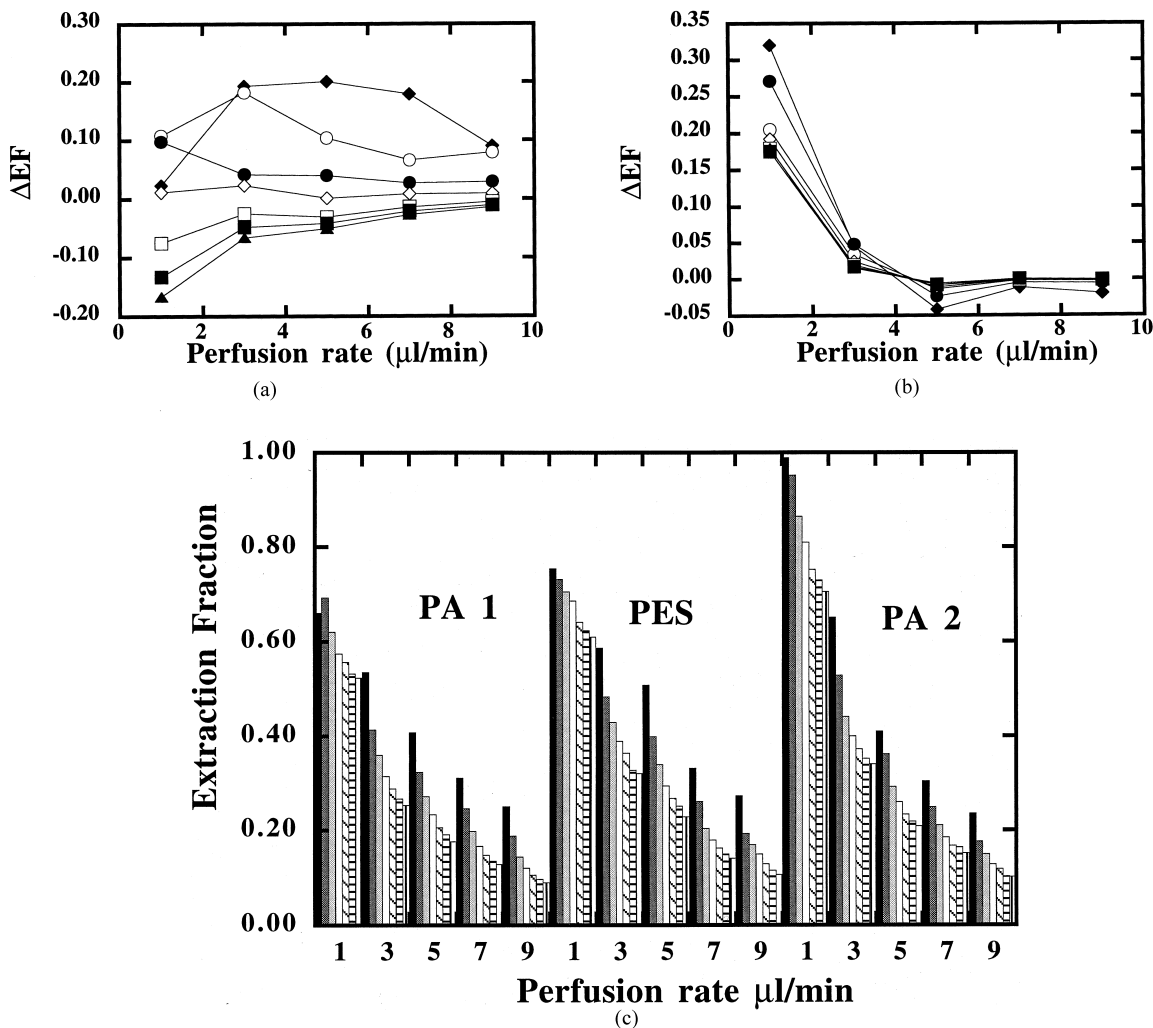 0.30
0.20
0.10
0.00
-0.10
-0.20
ΔEF
0 2 4 6 8 10
Perfusion rate (μl/min)
(a)
0.35
0.30
0.25
0.20
0.15
0.10
0.05
0.00
-0.05
ΔEF
0 2 4 6 8 10
Perfusion rate (μl/min)
(b)
1.00
0.80
0.60
0.40
0.20
0.00
Extraction Fraction
PA 1
PES
PA 2
1 3 5 7 9 1 3 5 7 9 1 3 5 7 9
Perfusion rate μl/min
(c)